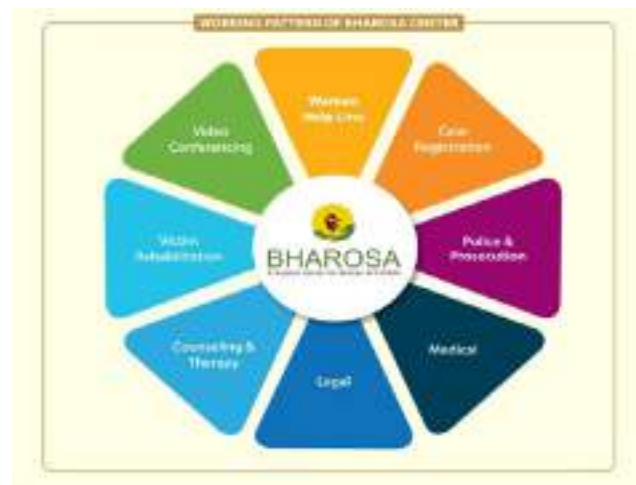 WORKING PATTERN OF BHAROSA CENTER
Women
Help Line
Case
Registration
Police &
Prosecution
Medical
Legal
Counseling &
Therapy
Victim
Rehabilitation
Video
Conferencing
BHAROSA